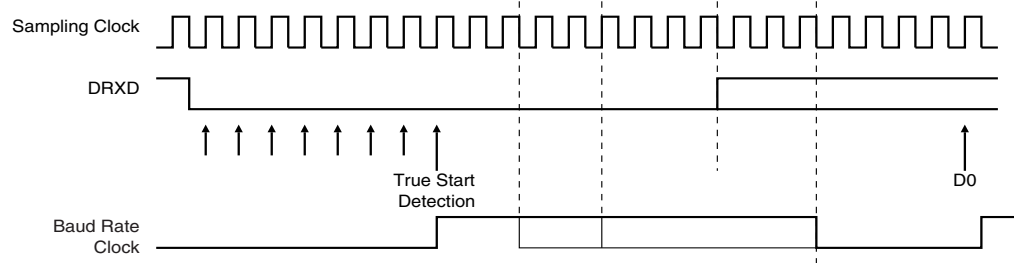 Sampling Clock
DRXD
True Start
Detection
D0
Baud Rate
Clock